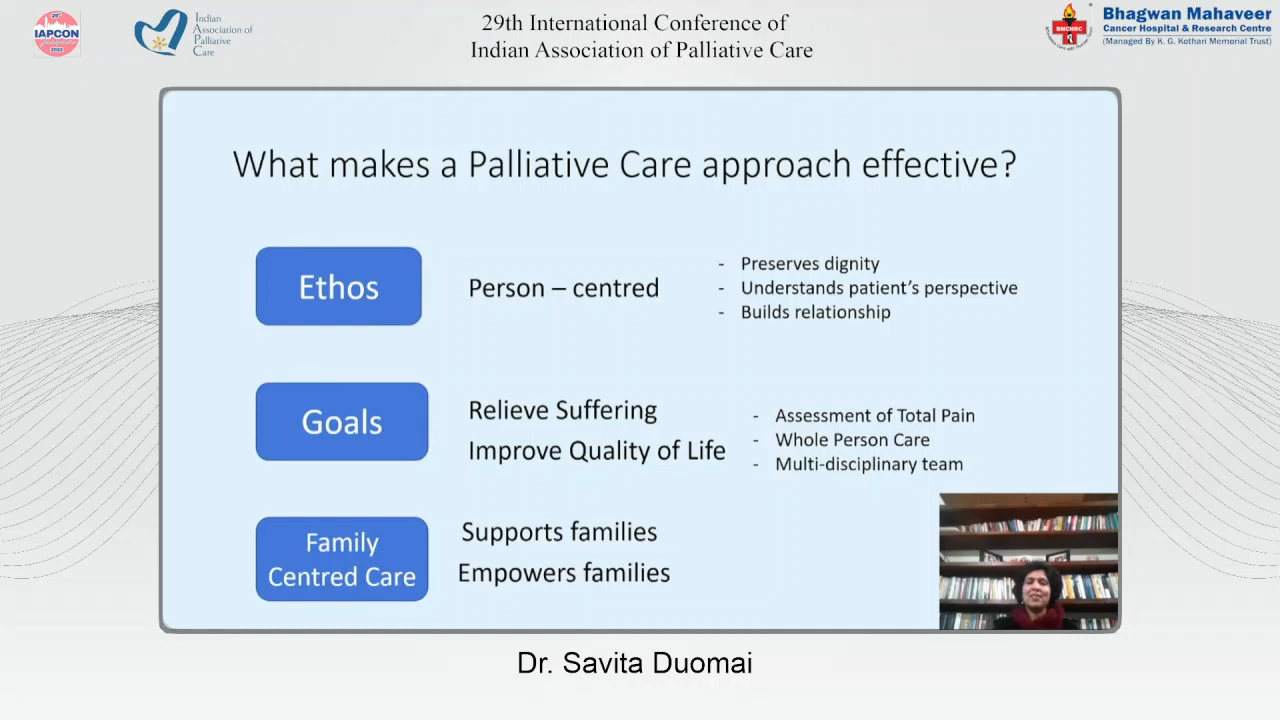 29th
IAPCON
2022
Indian
Association of
Palliative
Care
29th International Conference of
Indian Association of Palliative Care
BMCHRC
Bhagwan Mahaveer
Cancer Hospital & Research Centre
(Managed By K. G. Kothari Memorial Trust)
What makes a Palliative Care approach effective?
Ethos
Person – centred
- Preserves dignity
- Understands patient's perspective
- Builds relationship
Goals
Relieve Suffering
Improve Quality of Life
- Assessment of Total Pain
- Whole Person Care
- Multi-disciplinary team
Family
Centred Care
Supports families
Empowers families
Dr. Savita Duomai